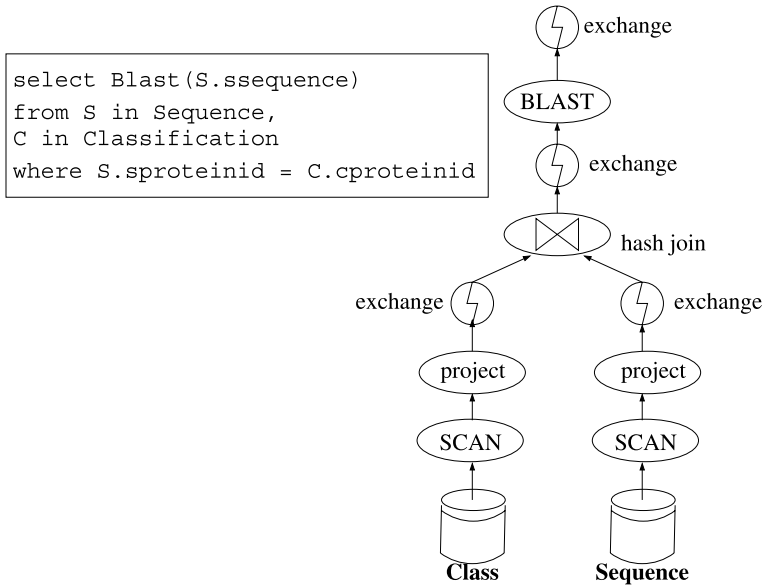 exchange
select Blast(S.ssequence)
from S in Sequence,
C in Classification
where S.sproteinid = C.cproteinid
BLAST
exchange
hash join
exchange
exchange
project
project
SCAN
SCAN
Class
Sequence